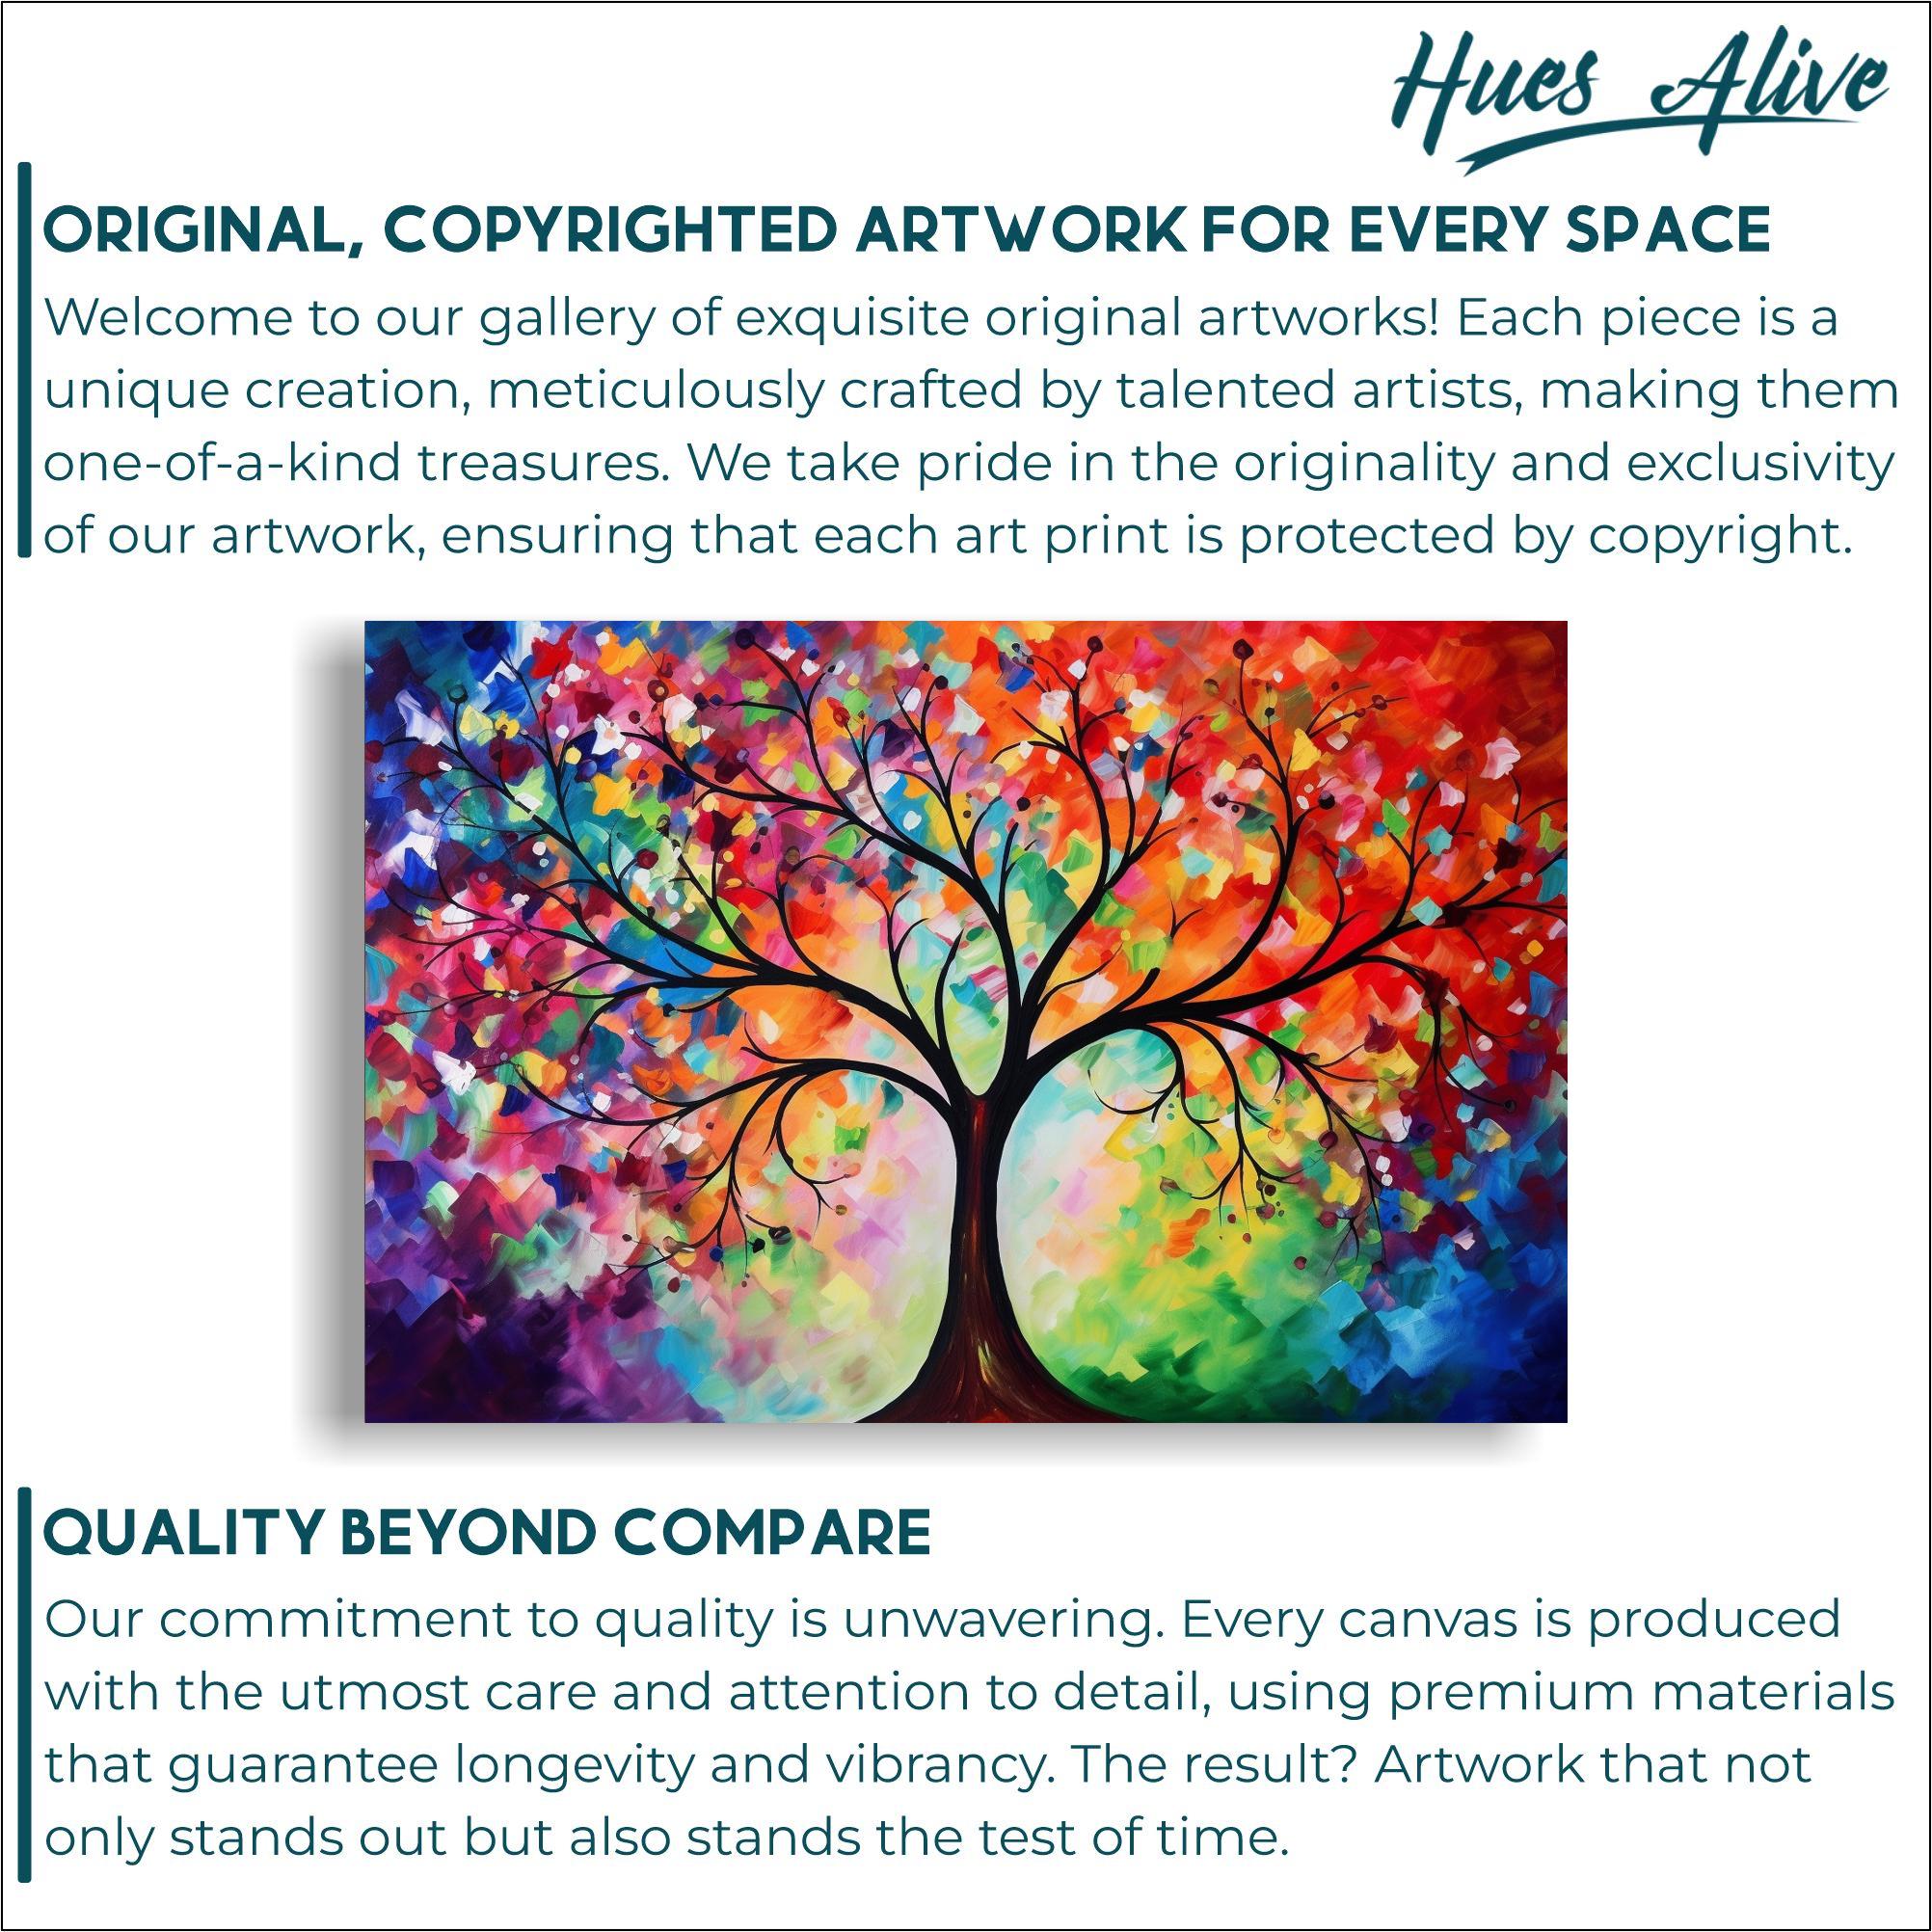 Hues Alive
ORIGINAL, COPYRIGHTED ARTWORK FOR EVERY SPACE
Welcome to our gallery of exquisite original artworks! Each piece is a
unique creation, meticulously crafted by talented artists, making them
one-of-a-kind treasures. We take pride in the originality and exclusivity
of our artwork, ensuring that each art print is protected by copyright.
QUALITY BEYOND COMPARE
Our commitment to quality is unwavering. Every canvas is produced
with the utmost care and attention to detail, using premium materials
that guarantee longevity and vibrancy. The result? Artwork that not
only stands out but also stands the test of time.